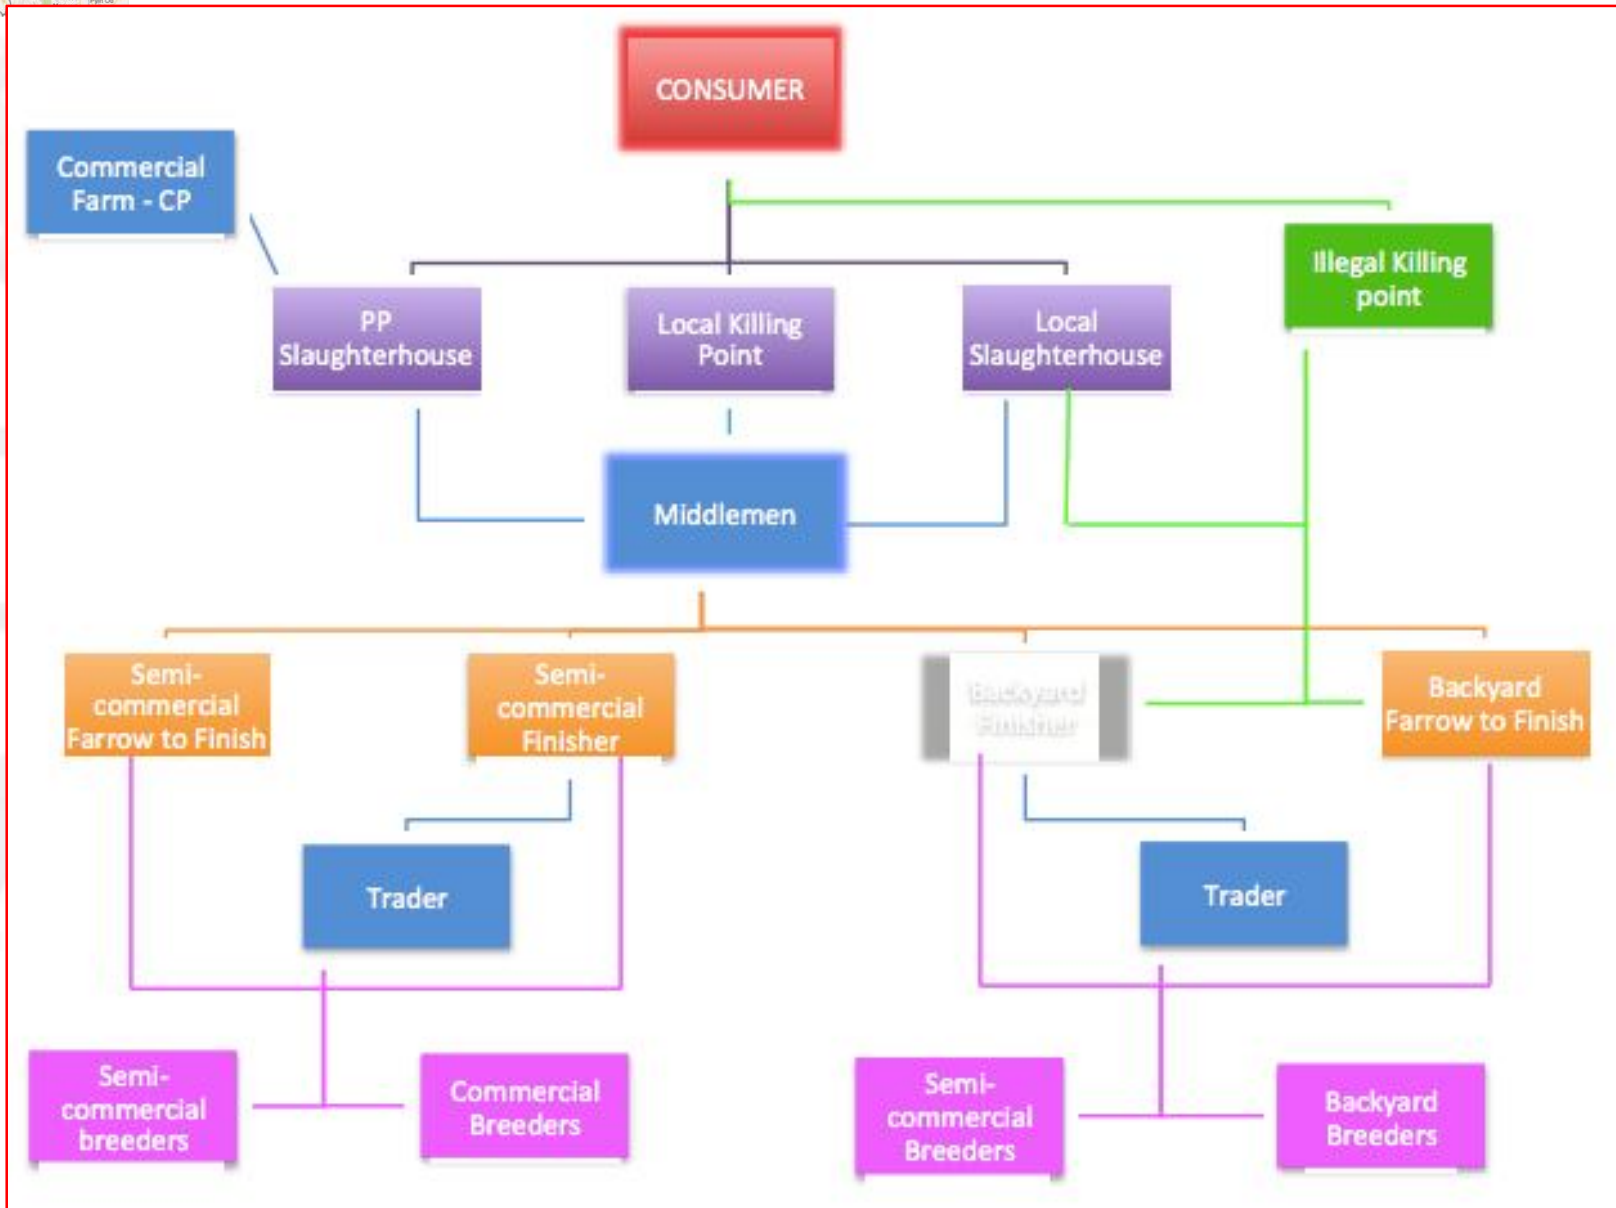 CONSUMER
Commercial
Farm - CP
Illegal Killing
point
PP
Slaughterhouse
Local Killing
Point
Local
Slaughterhouse
Middlemen
Semi-
commercial
Farrow to Finish
Semi-
commercial
Finisher
Backyard
Finisher
Backyard
Farrow to Finish
Trader
Trader
Semi-
commercial
breeders
Commercial
Breeders
Semi-
commercial
Breeders
Backyard
Breeders